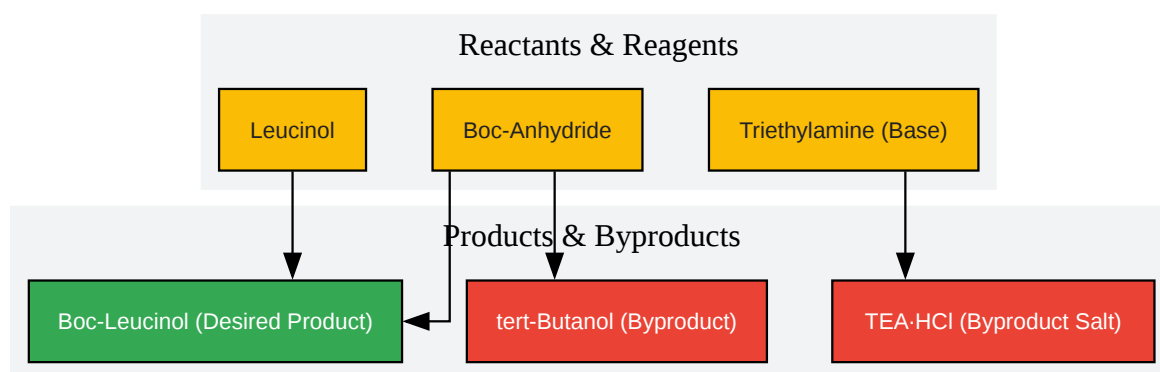 Reactants & Reagents
Leucinol
Boc-Anhydride
Triethylamine (Base)
Products & Byproducts
Boc-Leucinol (Desired Product)
tert-Butanol (Byproduct)
TEA·HCl (Byproduct Salt)